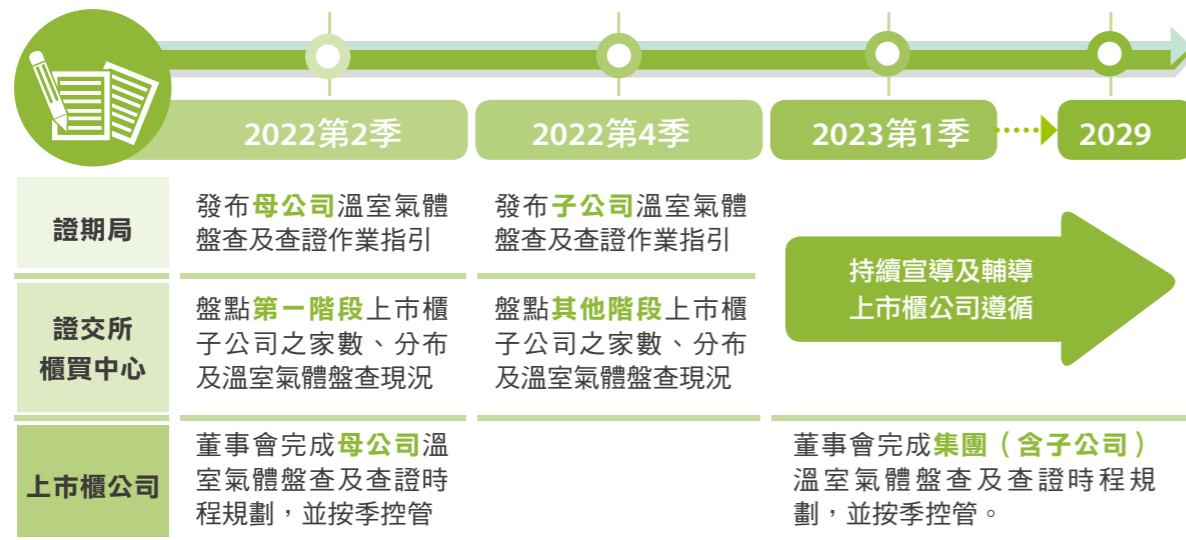 2022第2季
2022第4季
2023第1季
2029
證期局
發布母公司溫室氣體
盤查及查證作業指引
發布子公司溫室氣體
盤查及查證作業指引
持續宣導及輔導
上市櫃公司遵循
證交所
櫃買中心
盤點第一階段上市櫃
子公司之家數、分布
及溫室氣體盤查現況
盤點其他階段上市櫃
子公司之家數、分布
及溫室氣體盤查現況
上市櫃公司
董事會完成母公司溫
室氣體盤查及查證時
程規劃，並按季控管
董事會完成集團（含子公司）
溫室氣體盤查及查證時程規
劃，並按季控管。